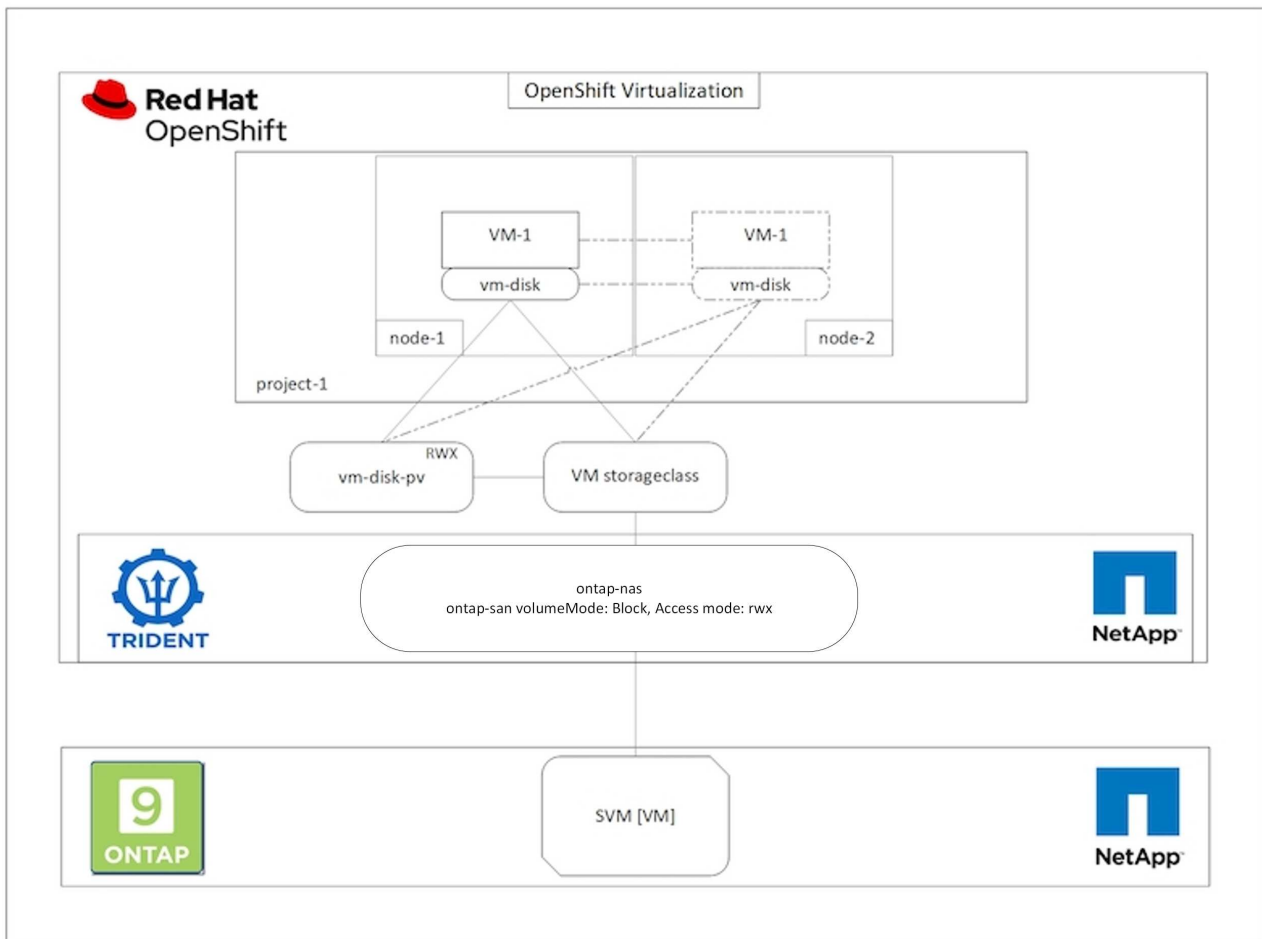 OpenShift Virtualization
Red Hat
OpenShift
VM-1
VM-1
vm-disk
vm-disk
node-1
node-2
project-1
RWX
vm-disk-pv
VM storageclass
ontap-nas
ontap-san volumeMode: Block, Access mode: rwx
TRIDENT
NetApp™
9
ONTAP
SVM [VM]
NetApp™